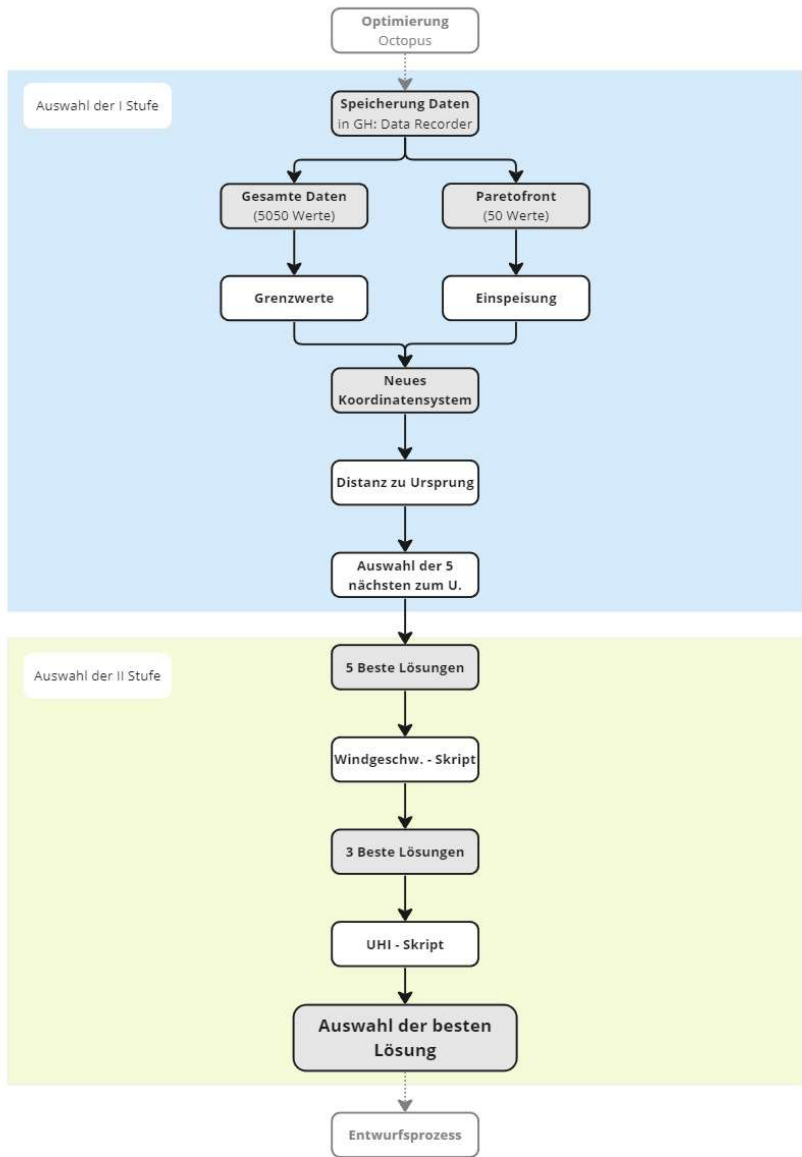 Optimierung
Octopus
Auswahl der I Stufe
Speicherung Daten
in GH: Data Recorder
Gesamte Daten
(5050 Werte)
Paretofront
(50 Werte)
Grenzwerte
Einspeisung
Neues
Koordinatensystem
Distanz zu Ursprung
Auswahl der 5
nächsten zum U.
Auswahl der II Stufe
5 Beste Lösungen
Windgeschw. - Skript
3 Beste Lösungen
UHI - Skript
Auswahl der besten
Lösung
Entwurfsprozess